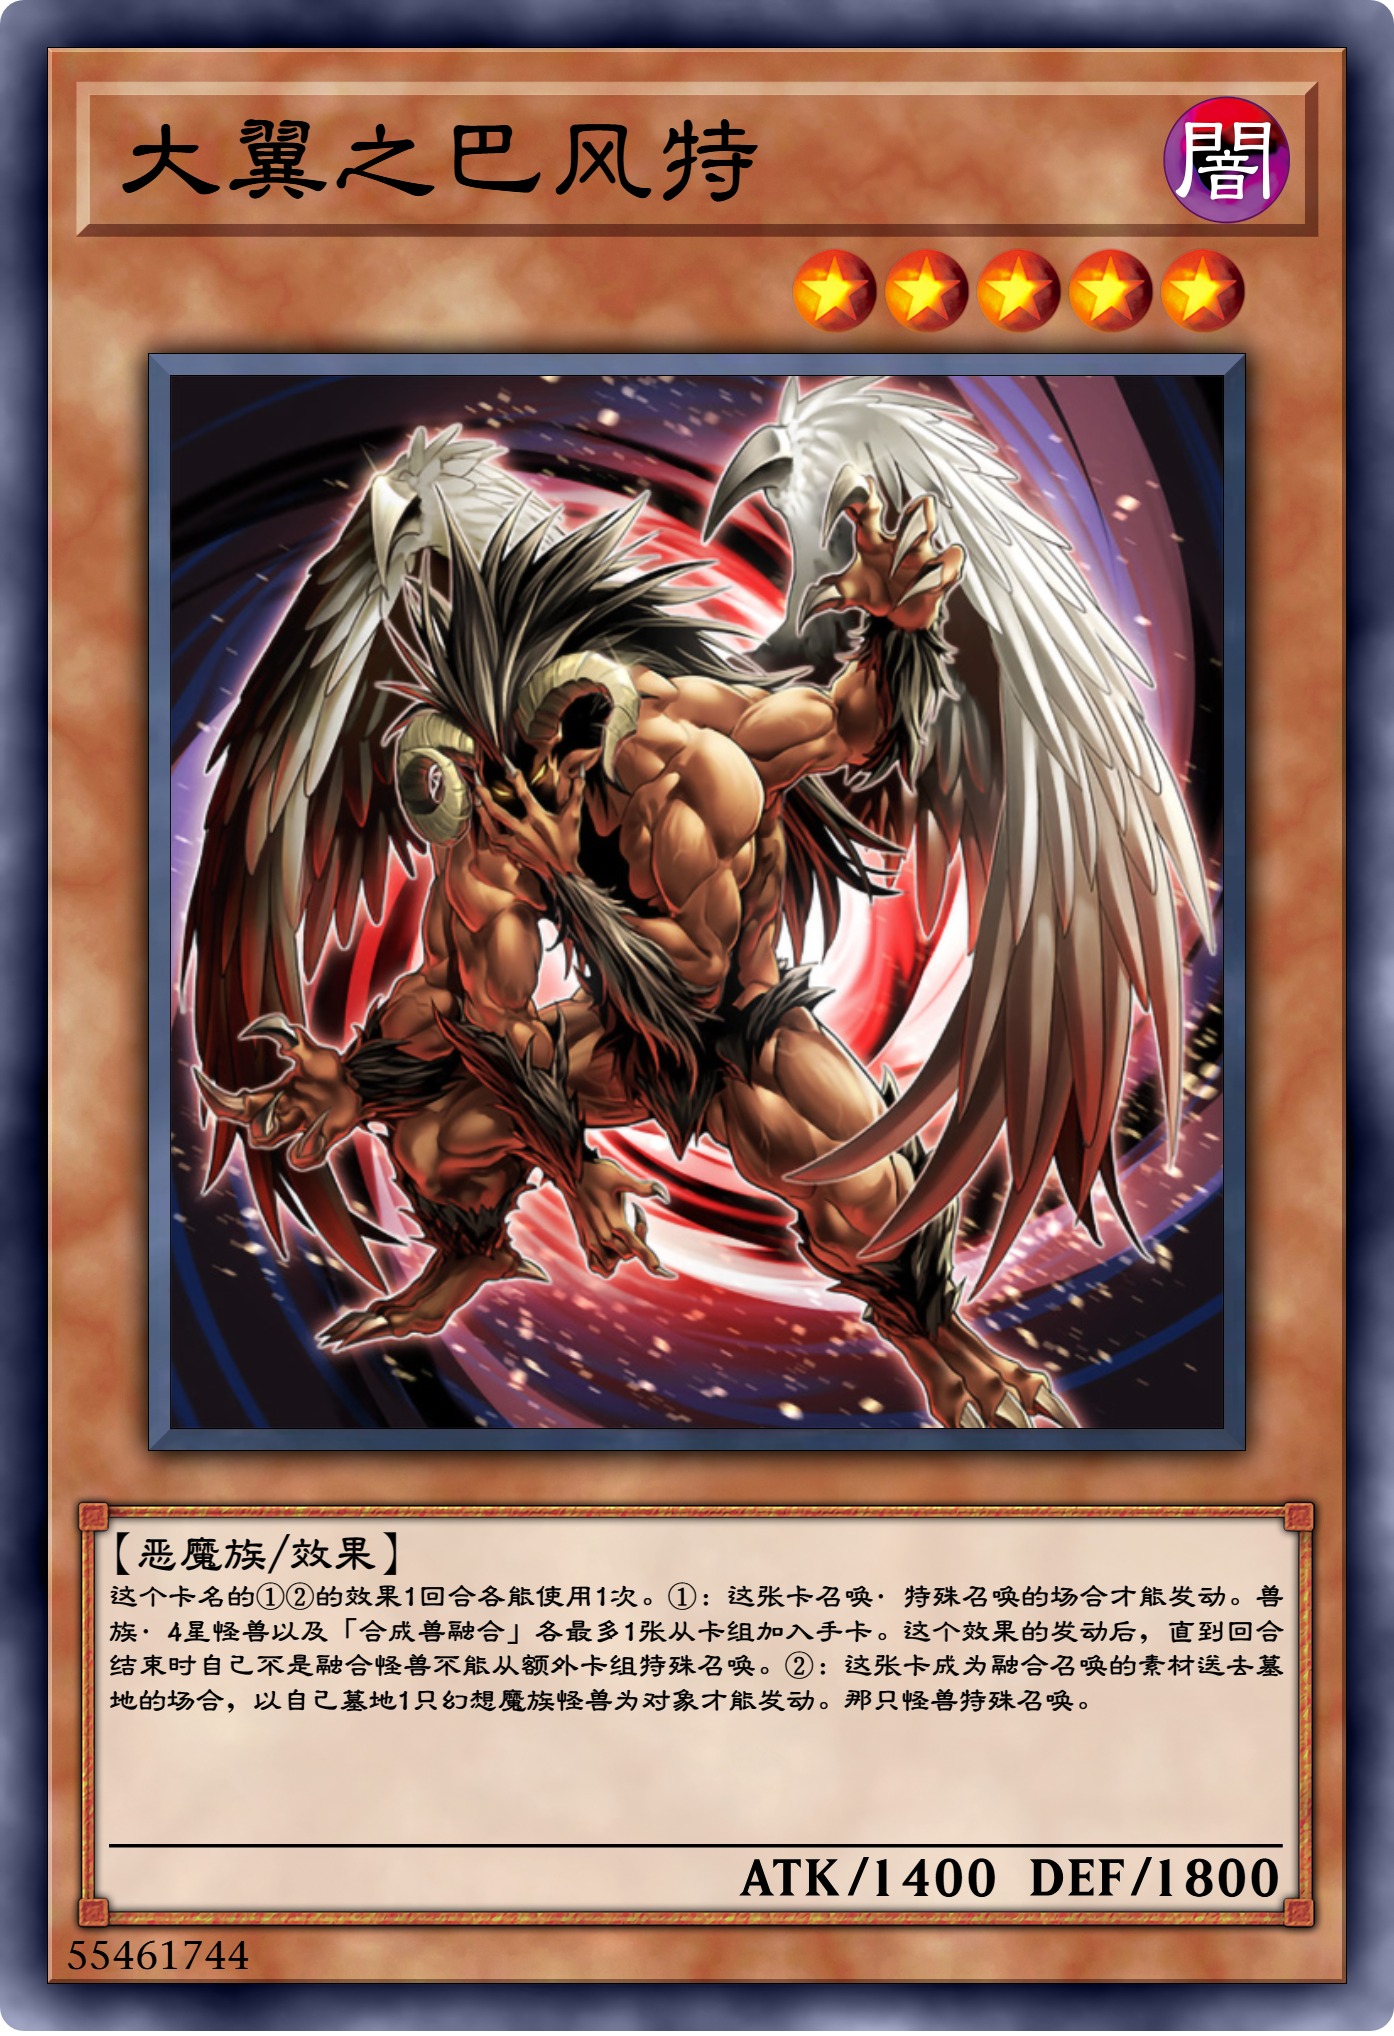 大翼之巴风特
闇
【恶魔族/效果】
这个卡名的①②的效果1回合各能使用1次。①：这张卡召唤·特殊召唤的场合才能发动。兽
族·4星怪兽以及「合成兽融合」各最多1张从卡组加入手卡。这个效果的发动后，直到回合
结束时自己不是融合怪兽不能从额外卡组特殊召唤。②：这张卡成为融合召唤的素材送去墓
地的场合，以自己墓地1只幻想魔族怪兽为对象才能发动。那只怪兽特殊召唤。
ATK/1400 DEF/1800
55461744